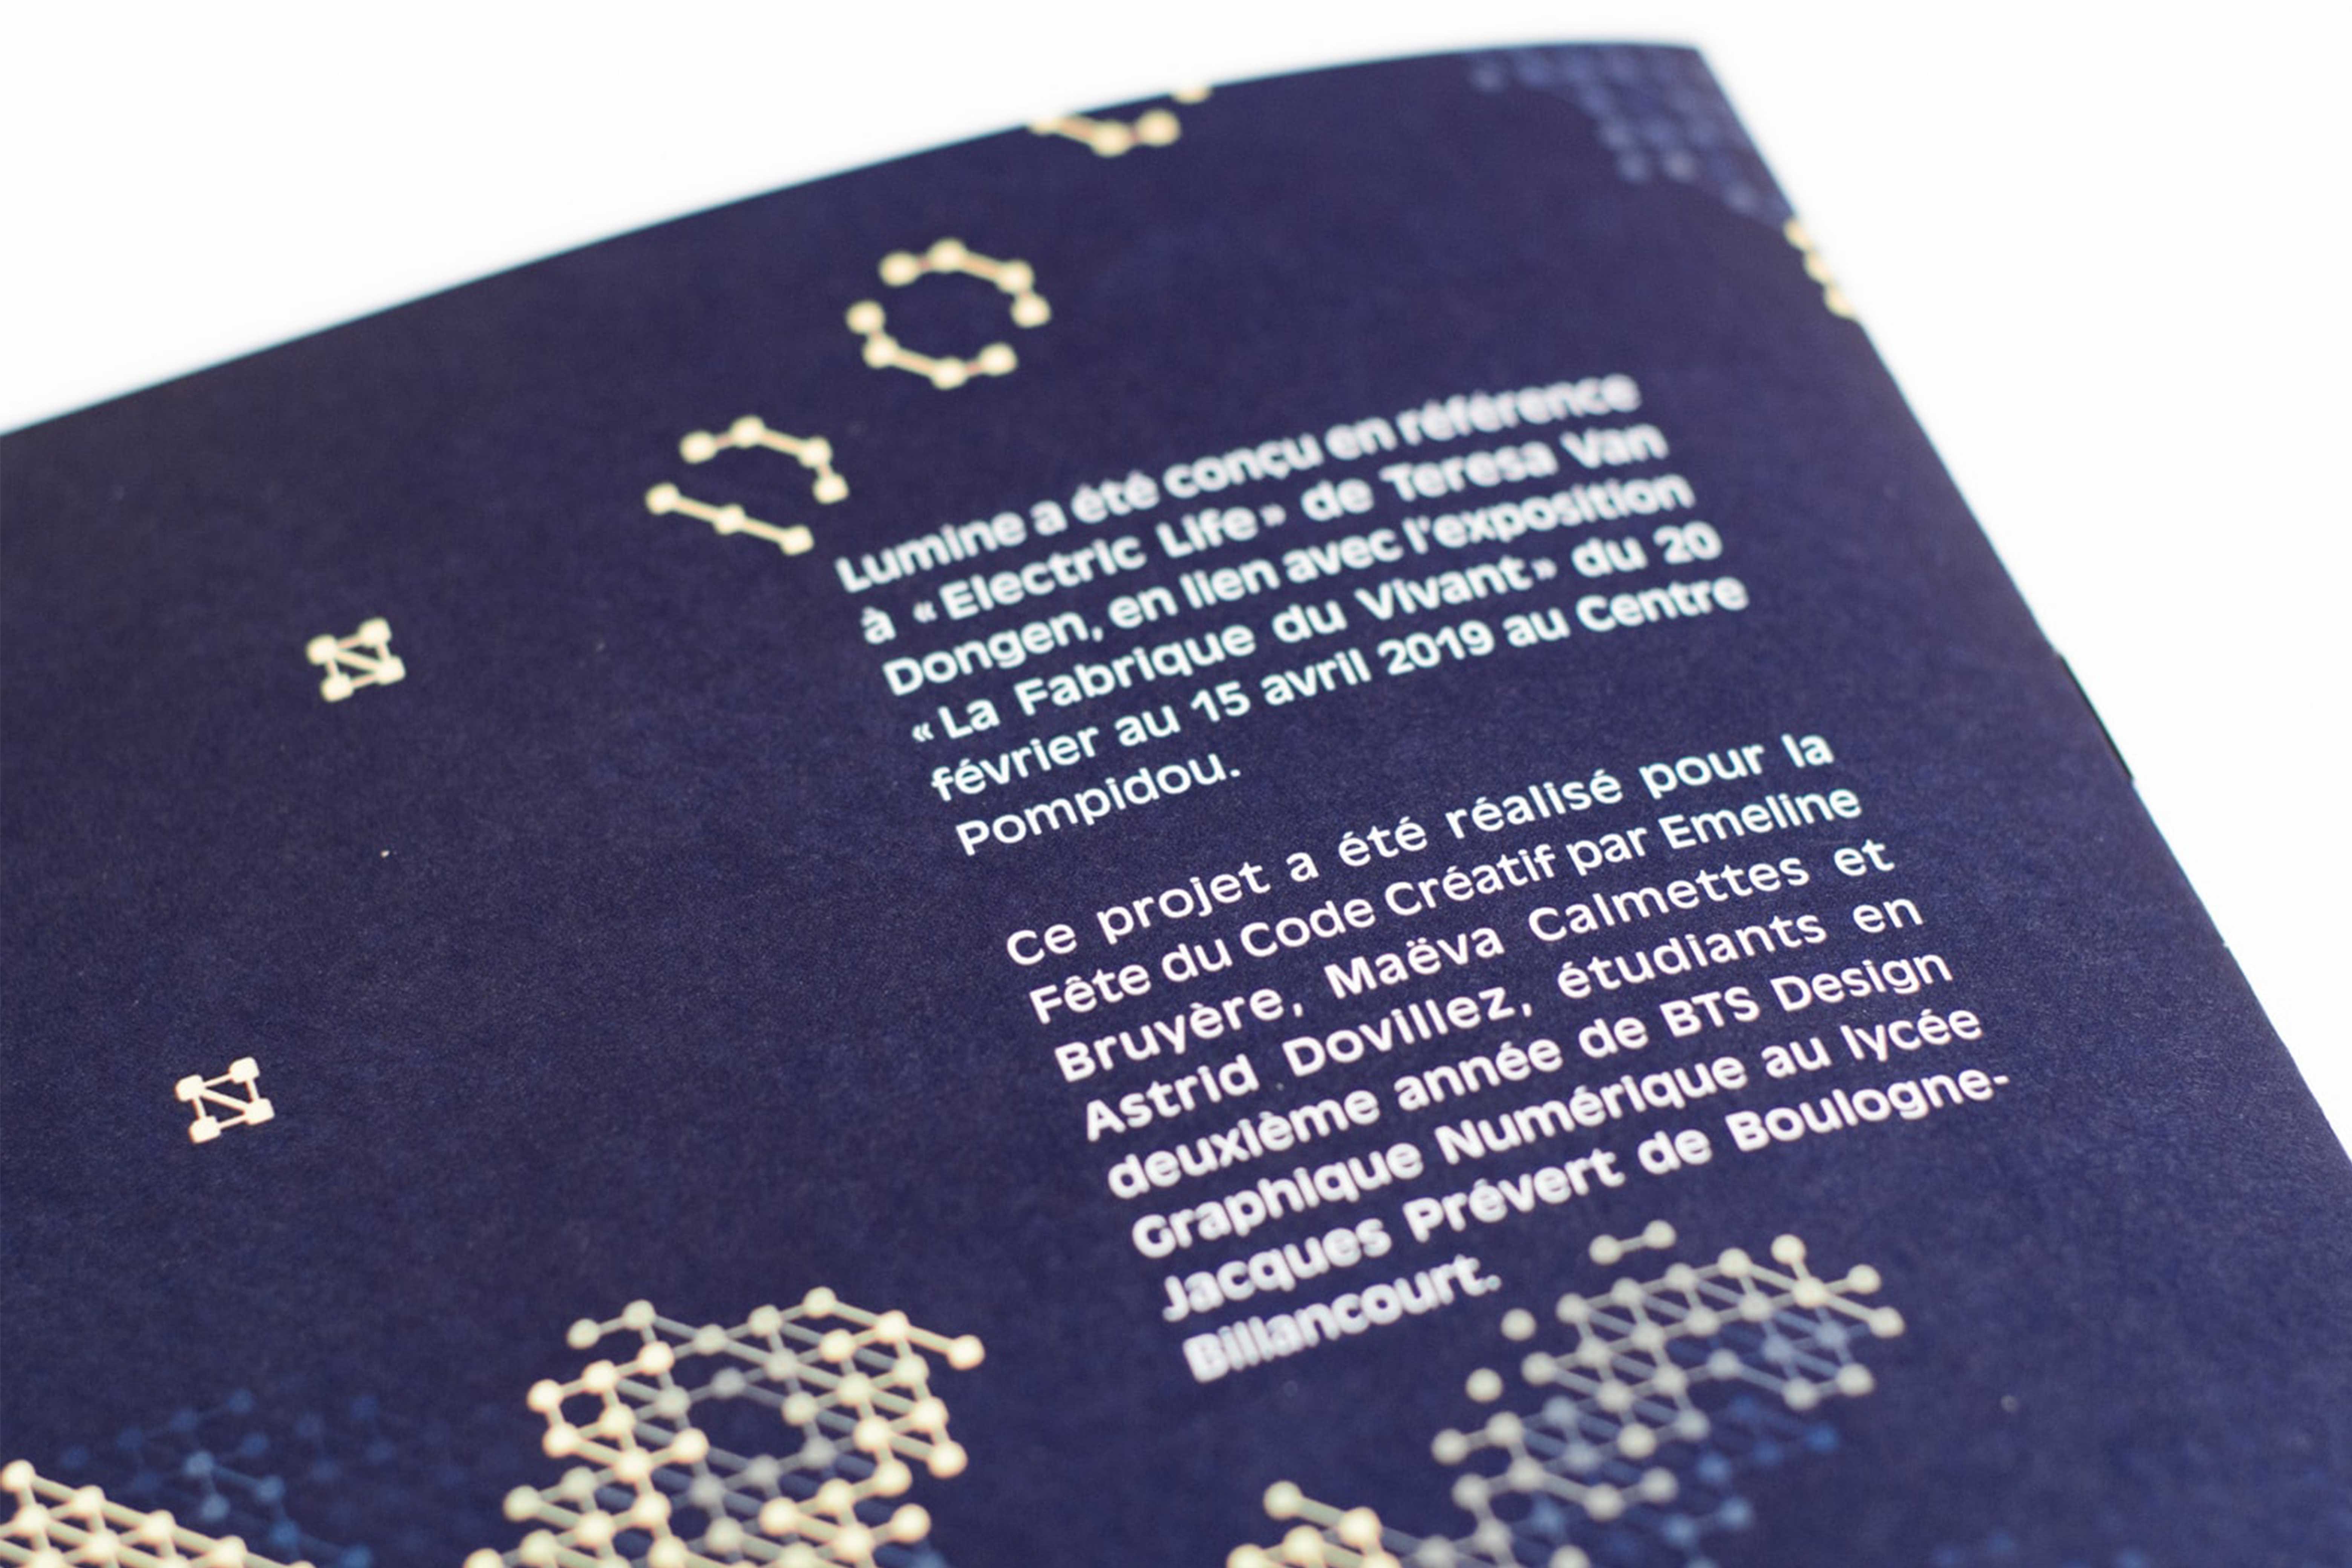 Lumine a été conçu en référence
à « Electric Life » de Teresa Van
Dongen, en lien avec l'exposition
« La Fabrique du Vivant » du 20
février au 15 avril 2019 au Centre
Pompidou.
Ce projet a été réalisé pour la
Fête du Code Créatif par Emeline
Bruyère, Maëva Calmettes et
Astrid Dovillez, étudiants en
deuxième année de BTS Design
Graphique Numérique au lycée
Jacques Prévert de Boulogne-
Billancourt.